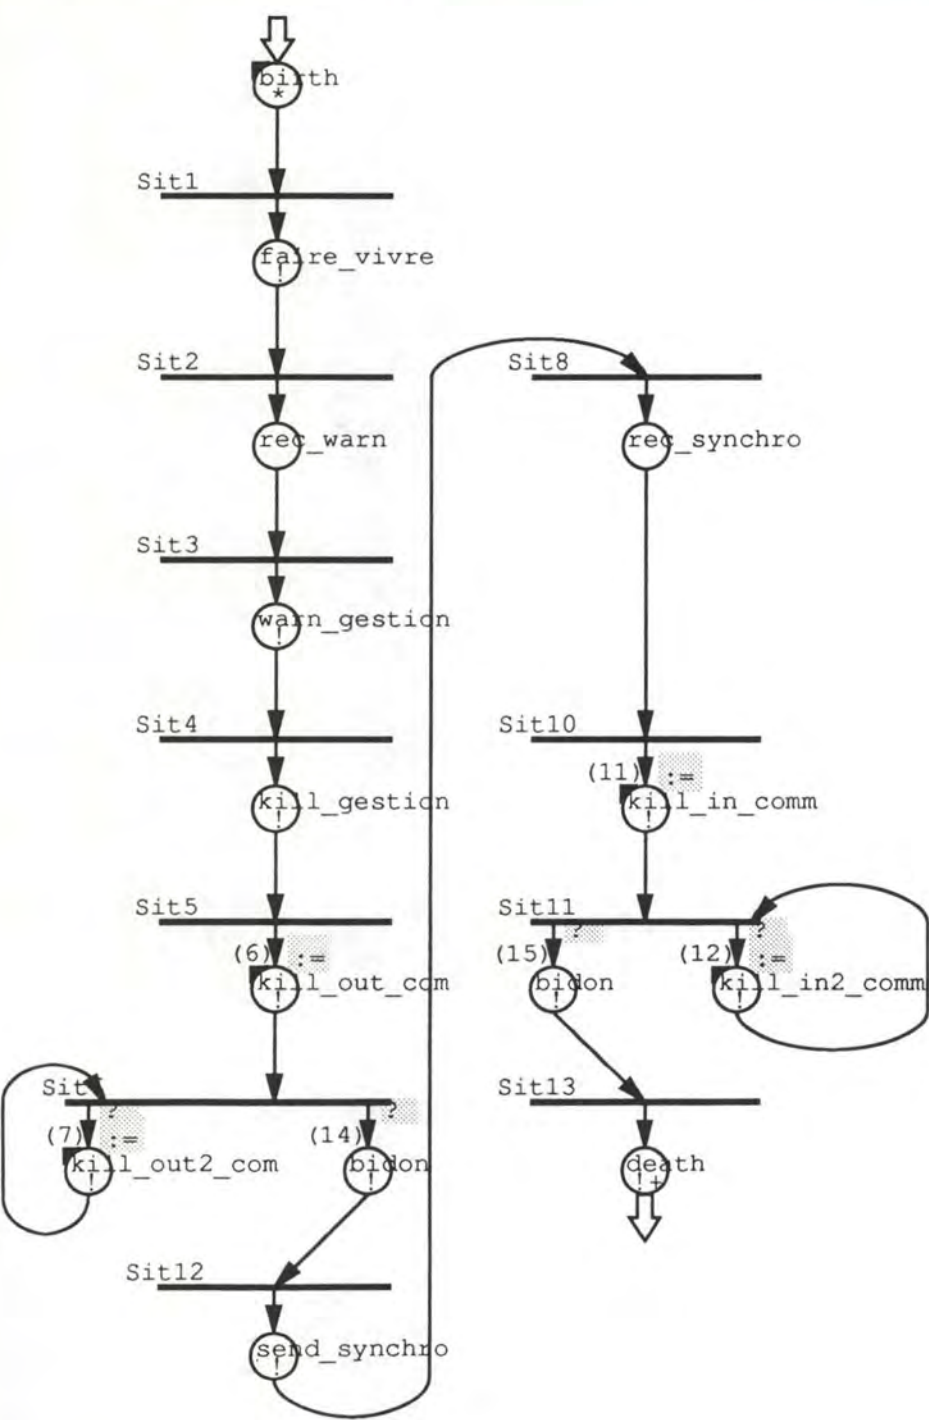 birth
*
Sit1
faire_vivre
!
Sit2
rec_warn
Sit3
warn_gestion
!
Sit4
kill_gestion
!
Sit5
(6) :=
kill_out_com
!
Sit
?
(7) :=
kill_out2_com
!
?
(14)
bidon
!
Sit12
send_synchro
!
Sit8
rec_synchro
Sit10
(11) :=
kill_in_comm
!
Sit11
?
(15)
bidon
!
?
(12) :=
kill_in2_comm
!
Sit13
death
! +